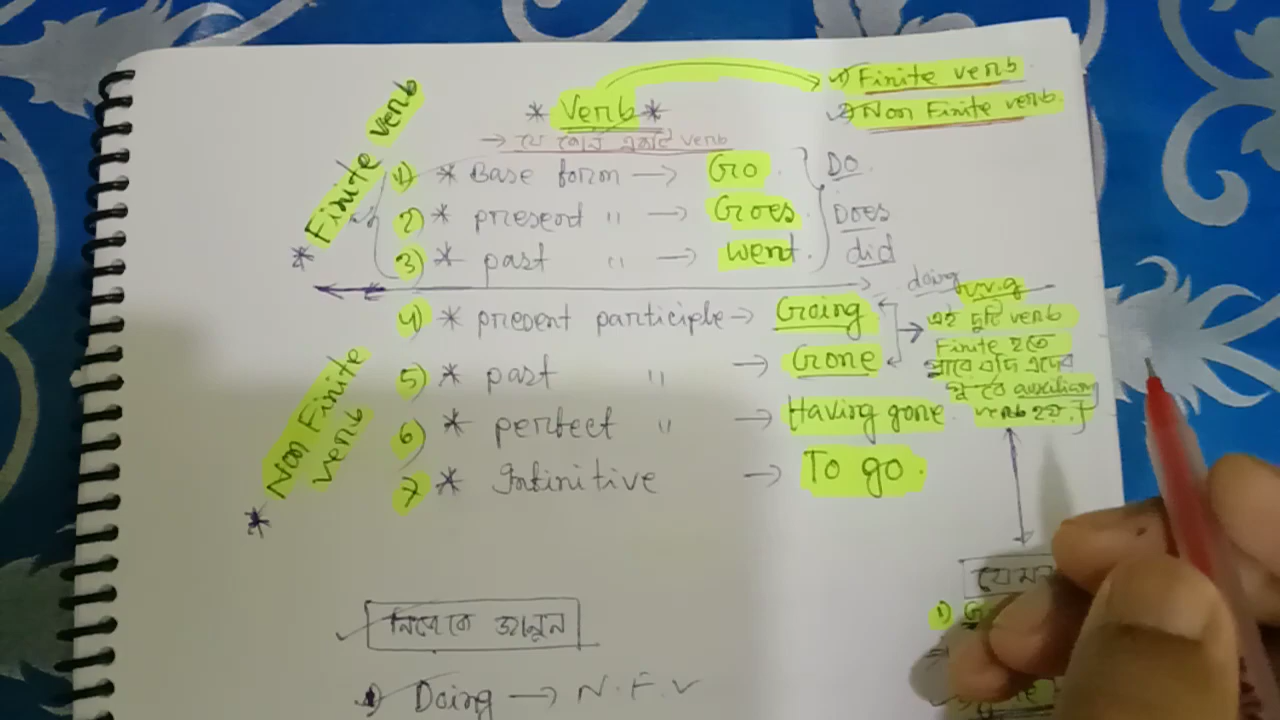 * Verb *
1) Finite verb
2) Non Finite verb.
→ যে কোন একটি verb
* Finite verb
1) * Base form → Go
2) * present " → Goes.
3) * past " → went.
Do.
Does
did
* Non Finite verb
4) * present participle → Going
5) * past " → Gone
6) * perfect " → Having gone.
7) * Infinitive → To go.
doing
এই দুটি verb
Finite হতে
পারে যদি এদের
পূর্বে auxiliary
verb হয়.
নিজেকে জানুন
1) Doing → N.F.V
1) G